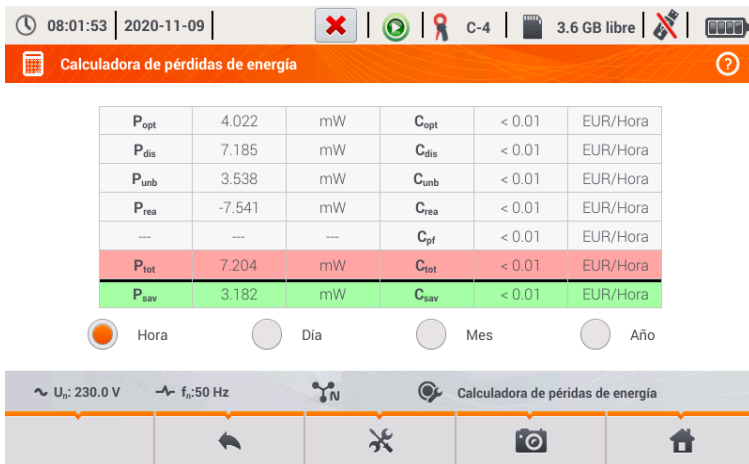 08:01:53 2020-11-09 C-4 3.6 GB libre
Calculadora de pérdidas de energía ?
Popt 4.022 mW Copt < 0.01 EUR/Hora
Pdis 7.185 mW Cdis < 0.01 EUR/Hora
Punb 3.538 mW Cunb < 0.01 EUR/Hora
Prea -7.541 mW Crea < 0.01 EUR/Hora
--- --- --- Cpf < 0.01 EUR/Hora
Ptot 7.204 mW Ctot < 0.01 EUR/Hora
Psav 3.182 mW Csav < 0.01 EUR/Hora
Hora Día Mes Año
Un: 230.0 V fn:50 Hz N Calculadora de péridas de energía